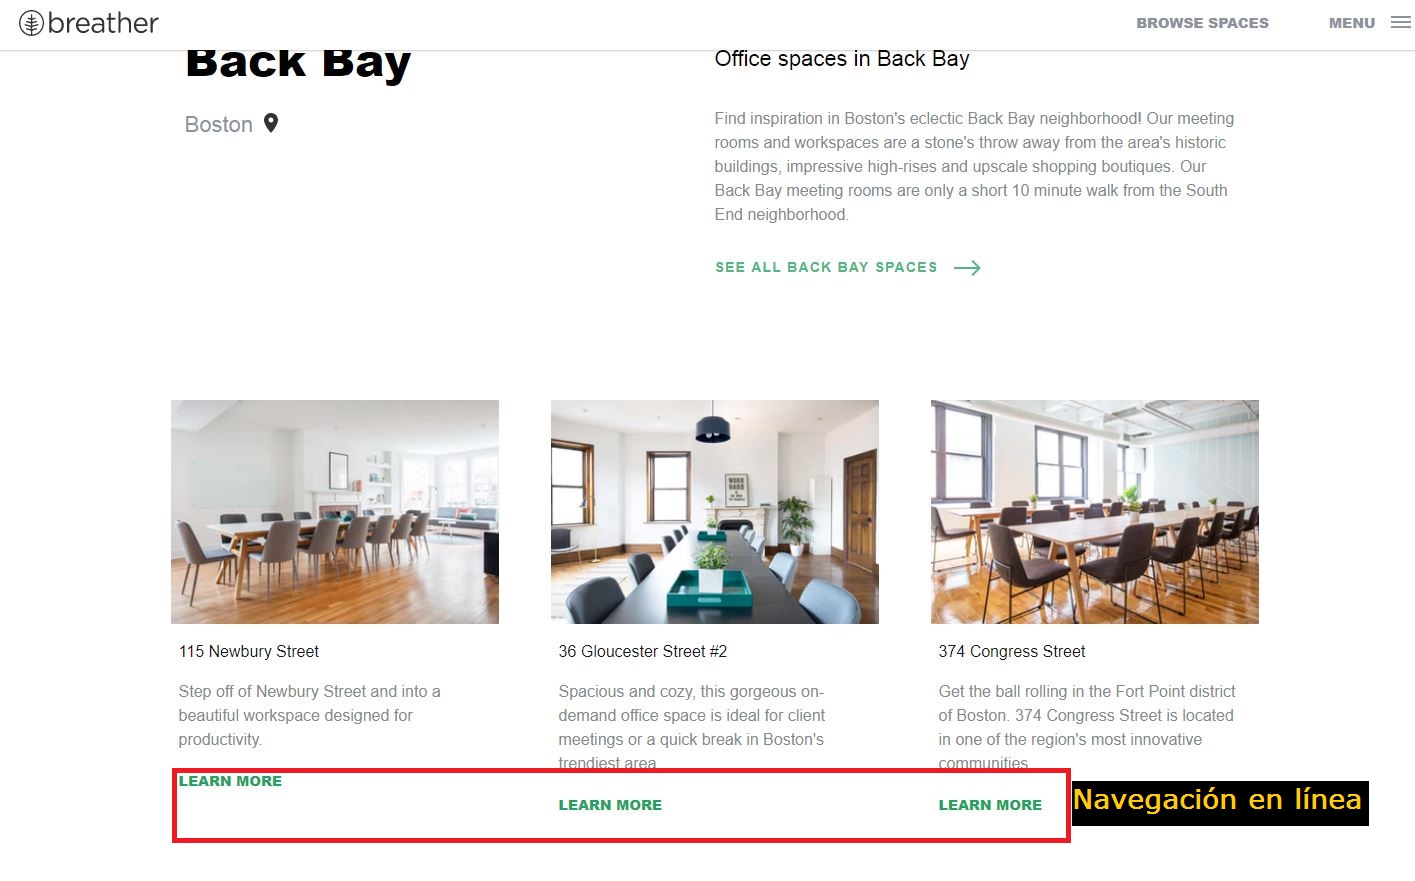 breather
BROWSE SPACES
MENU
Back Bay
Boston
Office spaces in Back Bay
Find inspiration in Boston's eclectic Back Bay neighborhood! Our meeting
rooms and workspaces are a stone's throw away from the area's historic
buildings, impressive high-rises and upscale shopping boutiques. Our
Back Bay meeting rooms are only a short 10 minute walk from the South
End neighborhood.
SEE ALL BACK BAY SPACES
WORK
HARD
115 Newbury Street
Step off of Newbury Street and into a
beautiful workspace designed for
productivity.
LEARN MORE
36 Gloucester Street #2
Spacious and cozy, this gorgeous on-
demand office space is ideal for client
meetings or a quick break in Boston's
trendiest area
LEARN MORE
374 Congress Street
Get the ball rolling in the Fort Point district
of Boston. 374 Congress Street is located
in one of the region's most innovative
communities
LEARN MORE
Navegación en línea